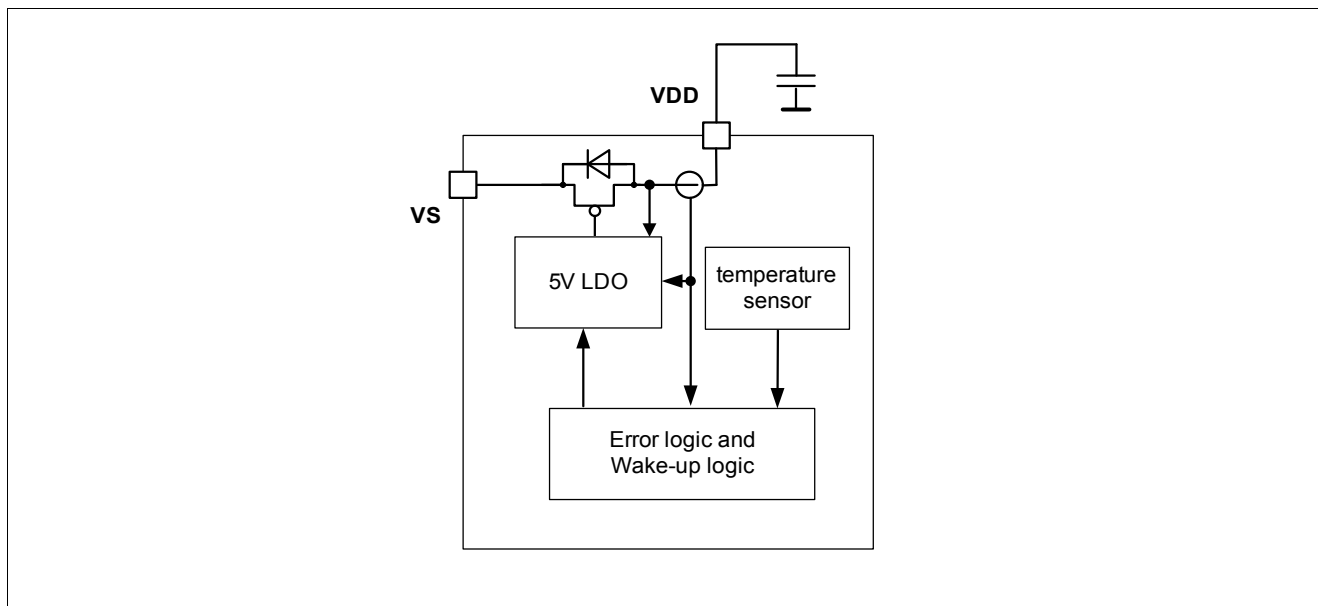 VDD
VS
5V LDO
temperature
sensor
Error logic and
Wake-up logic